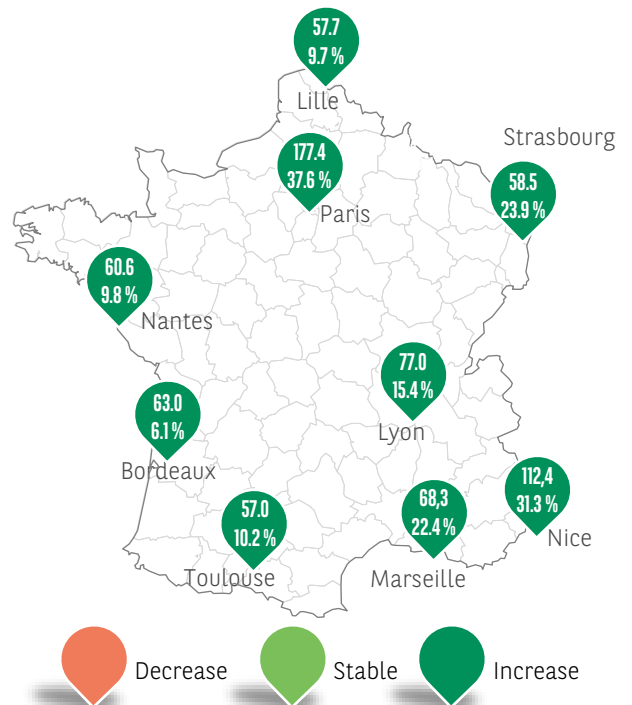 57.7
9.7 %
Lille
Strasbourg
177.4
37.6 %
Paris
58.5
23.9 %
60.6
9.8 %
Nantes
77.0
15.4 %
Lyon
63.0
6.1 %
Bordeaux
112,4
31.3 %
Nice
68,3
22.4 %
Marseille
57.0
10.2 %
Toulouse
Decrease
Stable
Increase